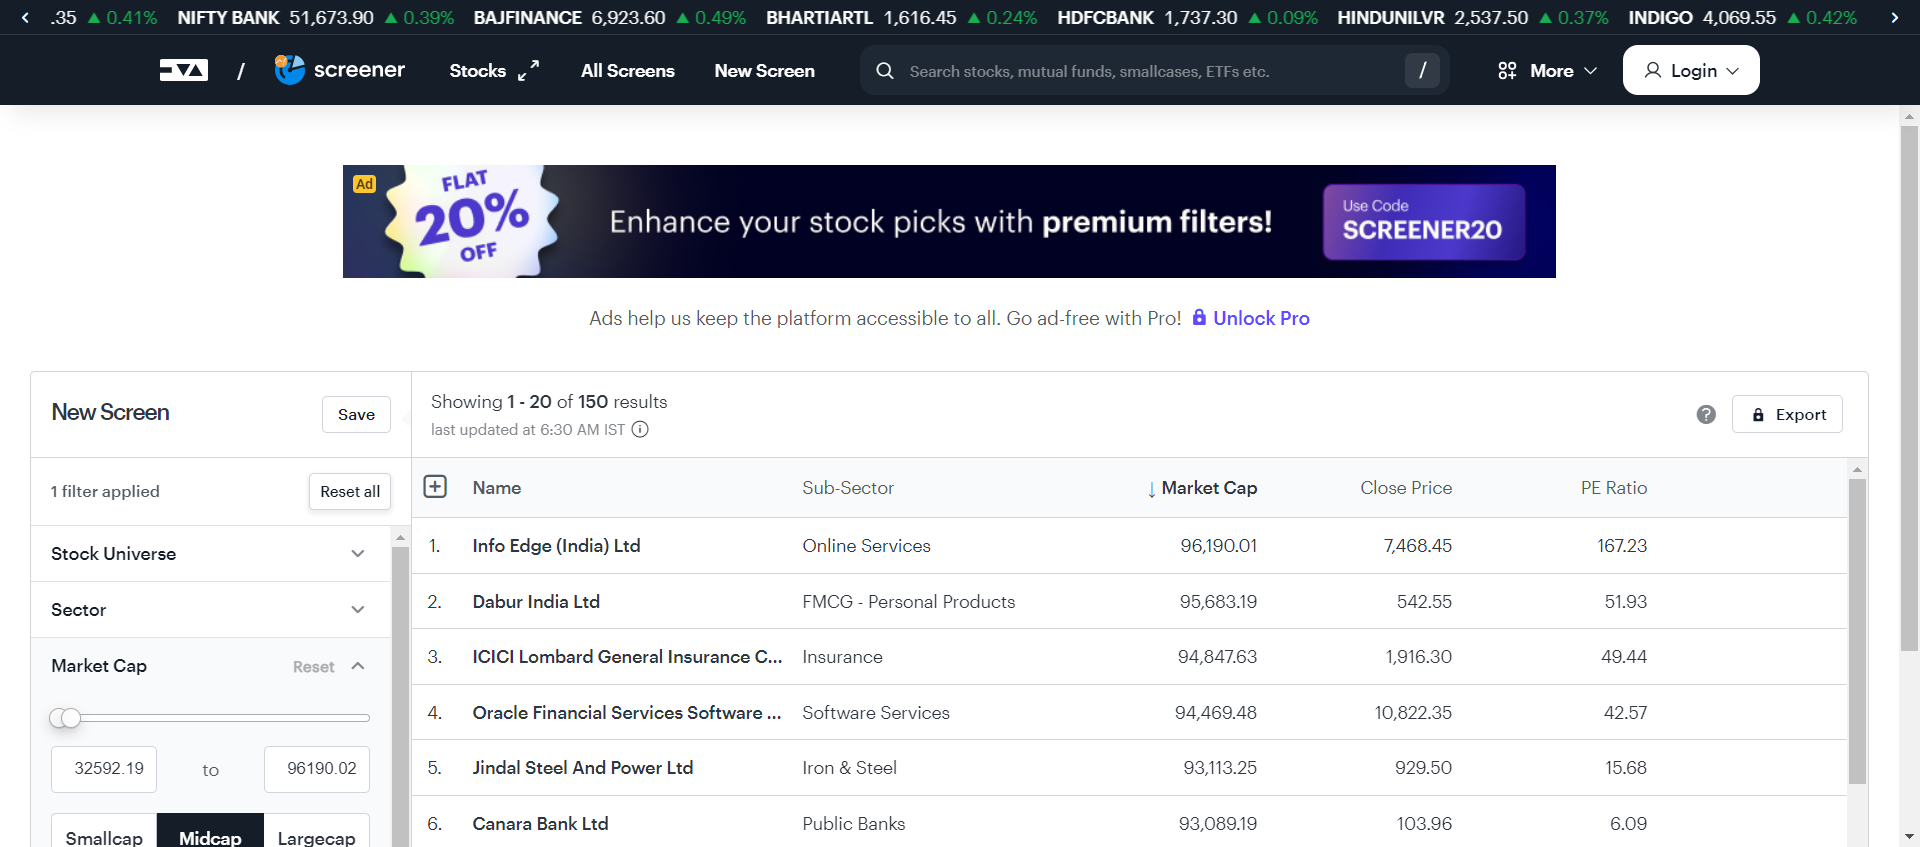 .35 ▲ 0.41% NIFTY BANK 51,673.90 ▲ 0.39% BAJFINANCE 6,923.60 ▲ 0.49% BHARTIARTL 1,616.45 ▲ 0.24% HDFCBANK 1,737.30 ▲ 0.09% HINDUNILVR 2,537.50 ▲ 0.37% INDIGO 4,069.55 ▲ 0.42%
/ screener Stocks All Screens New Screen Search stocks, mutual funds, smallcases, ETFs etc. / More Login
Ad
FLAT
20%
OFF
Enhance your stock picks with premium filters!
Use Code
SCREENER20
Ads help us keep the platform accessible to all. Go ad-free with Pro! Unlock Pro
New Screen Save
Showing 1 - 20 of 150 results
last updated at 6:30 AM IST
Export
1 filter applied Reset all
Stock Universe
Sector
Market Cap Reset
32592.19 to 96190.02
Smallcap Midcap Largecap
Name Sub-Sector ↓ Market Cap Close Price PE Ratio
1. Info Edge (India) Ltd Online Services 96,190.01 7,468.45 167.23
2. Dabur India Ltd FMCG - Personal Products 95,683.19 542.55 51.93
3. ICICI Lombard General Insurance C... Insurance 94,847.63 1,916.30 49.44
4. Oracle Financial Services Software ... Software Services 94,469.48 10,822.35 42.57
5. Jindal Steel And Power Ltd Iron & Steel 93,113.25 929.50 15.68
6. Canara Bank Ltd Public Banks 93,089.19 103.96 6.09